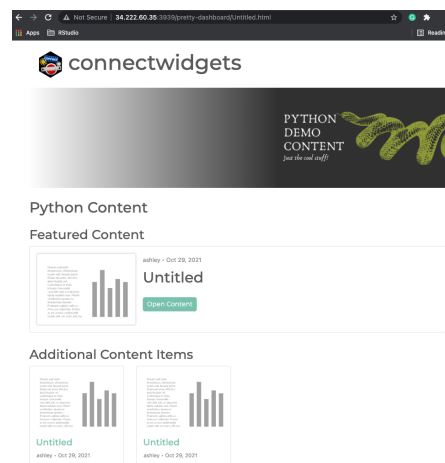 Not Secure | 34.222.60.35:3939/pretty-dashboard/Untitled.html
Apps RStudio Readin
connectwidgets
PYTHON
DEMO
CONTENT
Just the cool stuff!
Python Content
Featured Content
ashley • Oct 29, 2021
Untitled
Open Content
Additional Content Items
Untitled Untitled
ashley • Oct 29, 2021 ashley • Oct 29, 2021